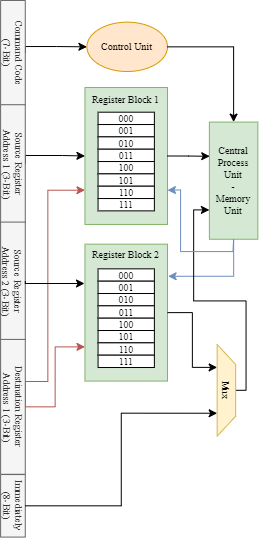 Command Code
(7-Bit)
Control Unit
Source Register
Address 1 (3-Bit)
Register Block 1
000
001
010
011
100
101
110
111
Central
Process
Unit
-
Memory
Unit
Source Register
Address 2 (3-Bit)
Register Block 2
000
001
010
011
100
101
110
111
Destination Register
Address 1 (3-Bit)
Mux
Immediately
(8-Bit)